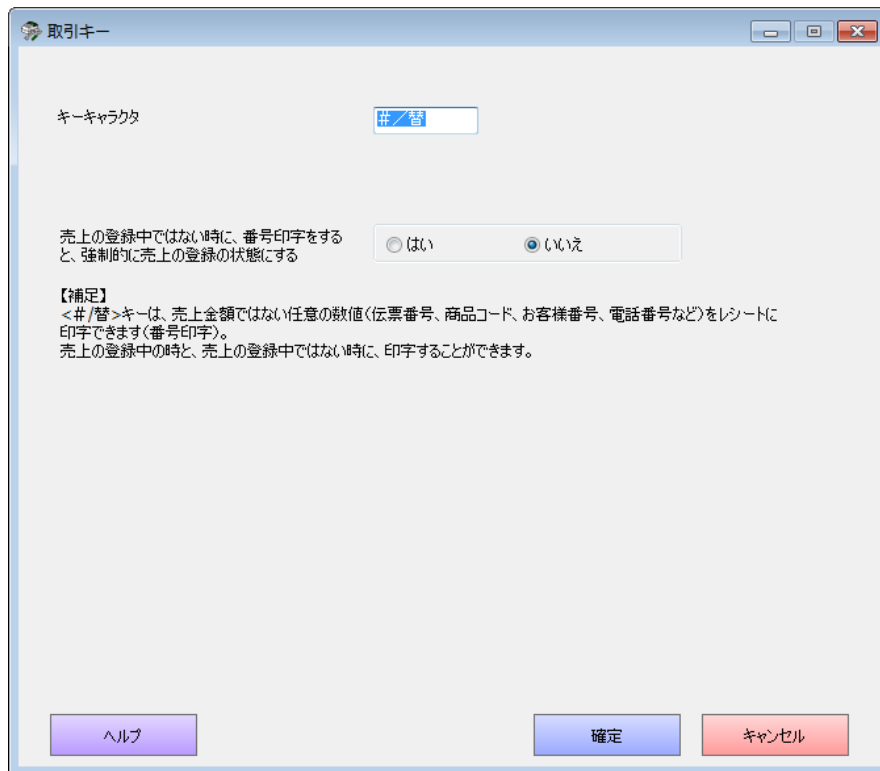 取引キー
キーキャラクタ
#／替
売上の登録中ではない時に、番号印字をする
と、強制的に売上の登録の状態にする
はい
いいえ
【補足】
<#/替>キーは、売上金額ではない任意の数値(伝票番号、商品コード、お客様番号、電話番号など)をレシートに
印字できます(番号印字)。
売上の登録中の時と、売上の登録中ではない時に、印字することができます。
ヘルプ
確定
キャンセル